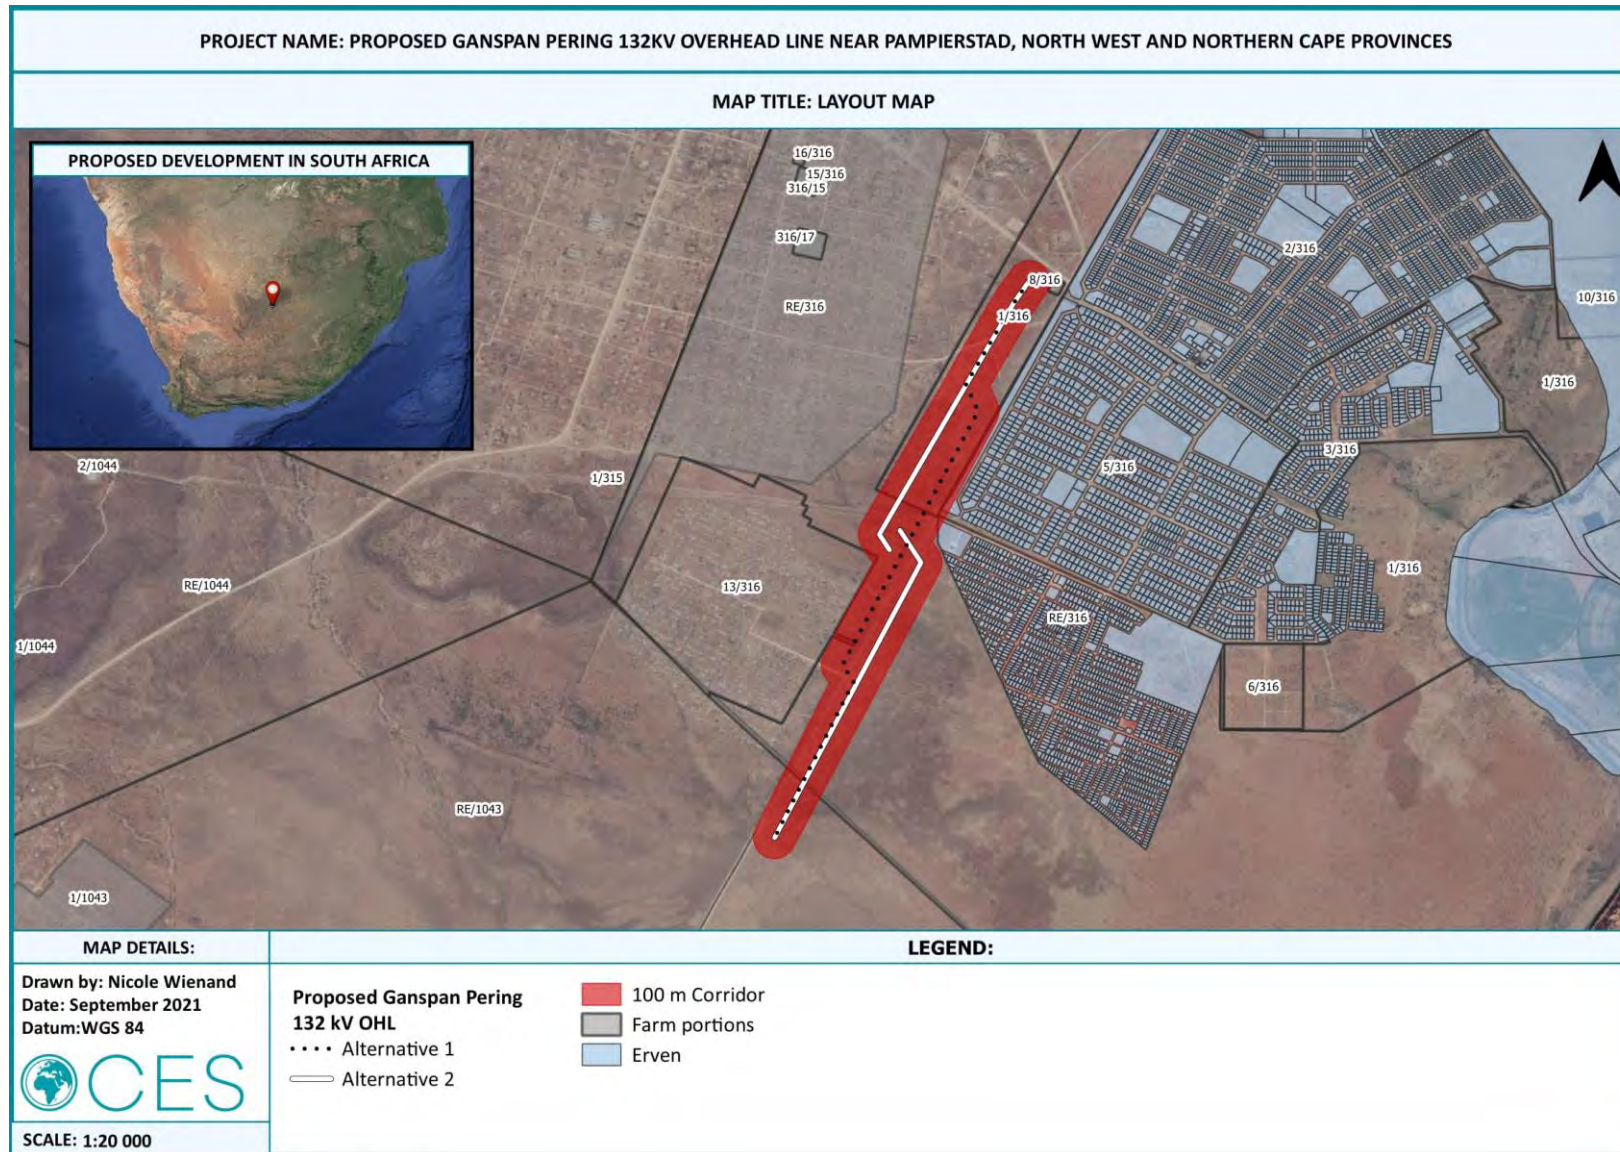 PROJECT NAME: PROPOSED GANSPAN PERING 132KV OVERHEAD LINE NEAR PAMPIERSTAD, NORTH WEST AND NORTHERN CAPE PROVINCES
MAP TITLE: LAYOUT MAP
PROPOSED DEVELOPMENT IN SOUTH AFRICA
16/316
15/316
316/15
316/17
RE/316
8/316
1/316
2/316
10/316
1/316
3/316
5/316
2/1044
1/315
RE/1044
13/316
1/316
RE/316
1/1044
6/316
RE/1043
1/1043
MAP DETAILS:
Drawn by: Nicole Wienand
Date: September 2021
Datum:WGS 84
CES
SCALE: 1:20 000
LEGEND:
Proposed Ganspan Pering
132 kV OHL
Alternative 1
Alternative 2
100 m Corridor
Farm portions
Erven